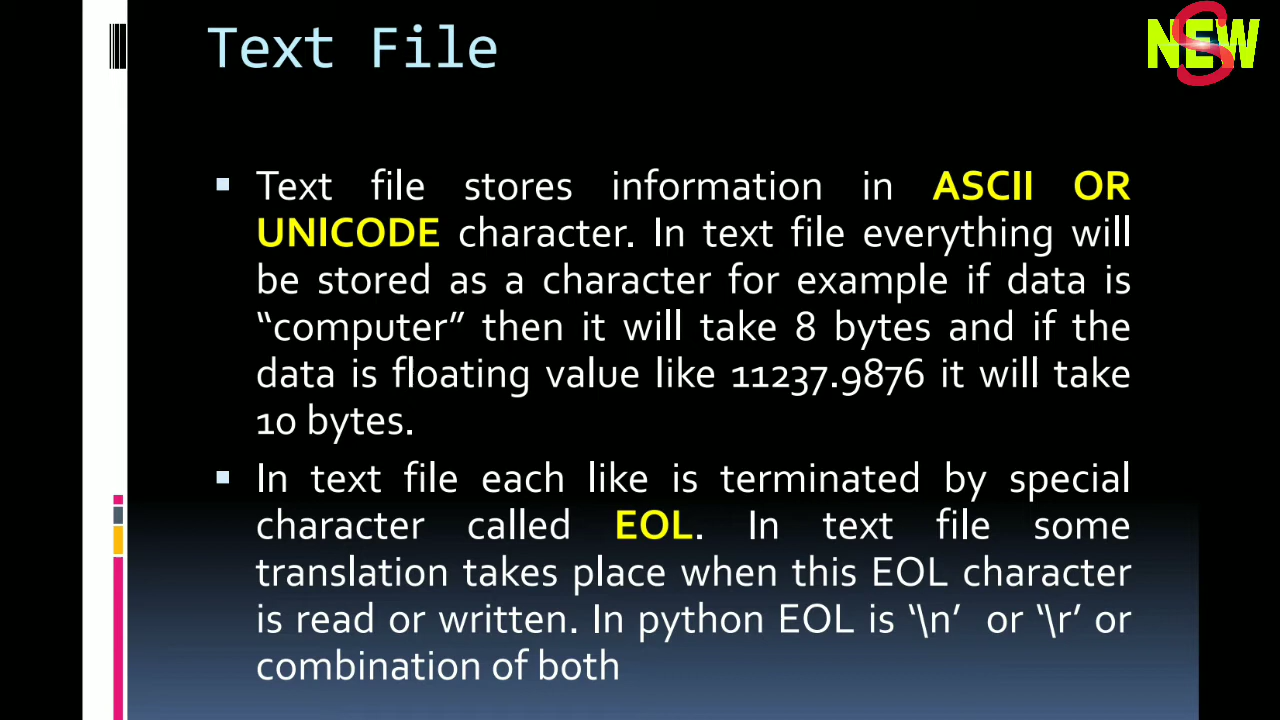 Text File
NEW
S
Text file stores information in ASCII OR
UNICODE character. In text file everything will
be stored as a character for example if data is
“computer” then it will take 8 bytes and if the
data is floating value like 11237.9876 it will take
10 bytes.
In text file each like is terminated by special
character called EOL. In text file some
translation takes place when this EOL character
is read or written. In python EOL is ‘\n’ or ‘\r’ or
combination of both